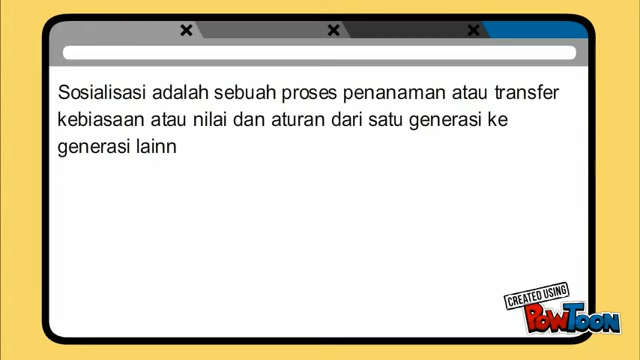 Sosialisasi adalah sebuah proses penanaman atau transfer
kebiasaan atau nilai dan aturan dari satu generasi ke
generasi lainn
CREATED USING
POWTOON